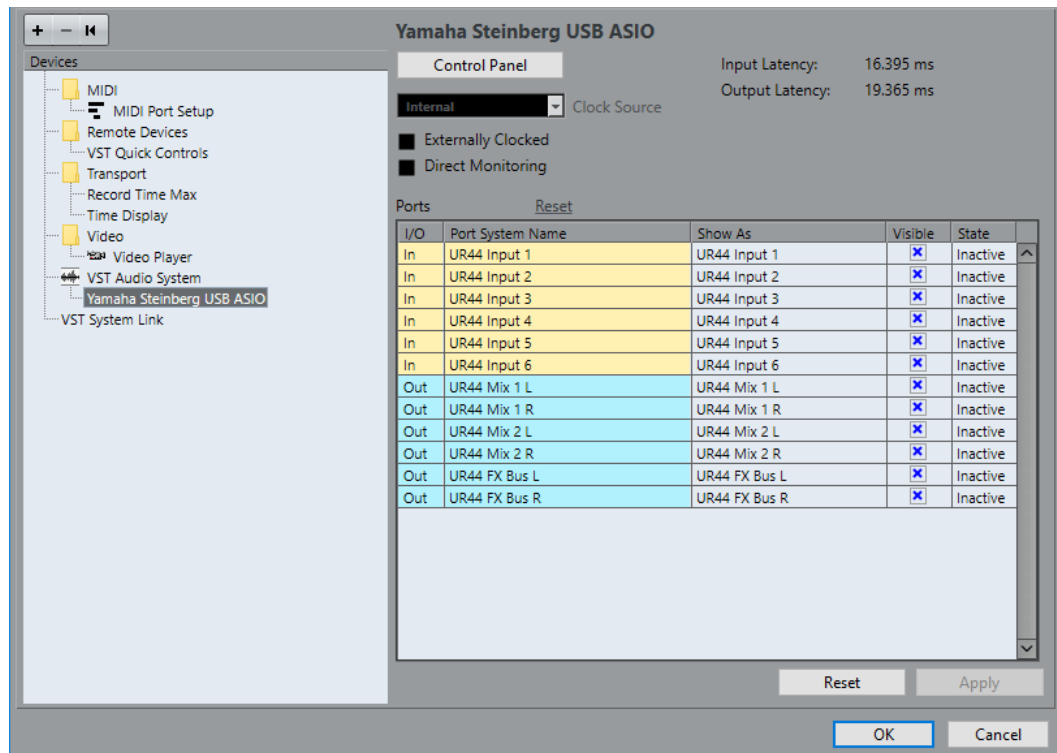 Devices
MIDI
MIDI Port Setup
Remote Devices
VST Quick Controls
Transport
Record Time Max
Time Display
Video
Video Player
VST Audio System
Yamaha Steinberg USB ASIO
VST System Link
Yamaha Steinberg USB ASIO
Control Panel
Input Latency: 16.395 ms
Output Latency: 19.365 ms
Internal Clock Source
Externally Clocked
Direct Monitoring
Ports Reset
I/O Port System Name Show As Visible State
In UR44 Input 1 UR44 Input 1 Inactive
In UR44 Input 2 UR44 Input 2 Inactive
In UR44 Input 3 UR44 Input 3 Inactive
In UR44 Input 4 UR44 Input 4 Inactive
In UR44 Input 5 UR44 Input 5 Inactive
In UR44 Input 6 UR44 Input 6 Inactive
Out UR44 Mix 1 L UR44 Mix 1 L Inactive
Out UR44 Mix 1 R UR44 Mix 1 R Inactive
Out UR44 Mix 2 L UR44 Mix 2 L Inactive
Out UR44 Mix 2 R UR44 Mix 2 R Inactive
Out UR44 FX Bus L UR44 FX Bus L Inactive
Out UR44 FX Bus R UR44 FX Bus R Inactive
Reset Apply
OK Cancel